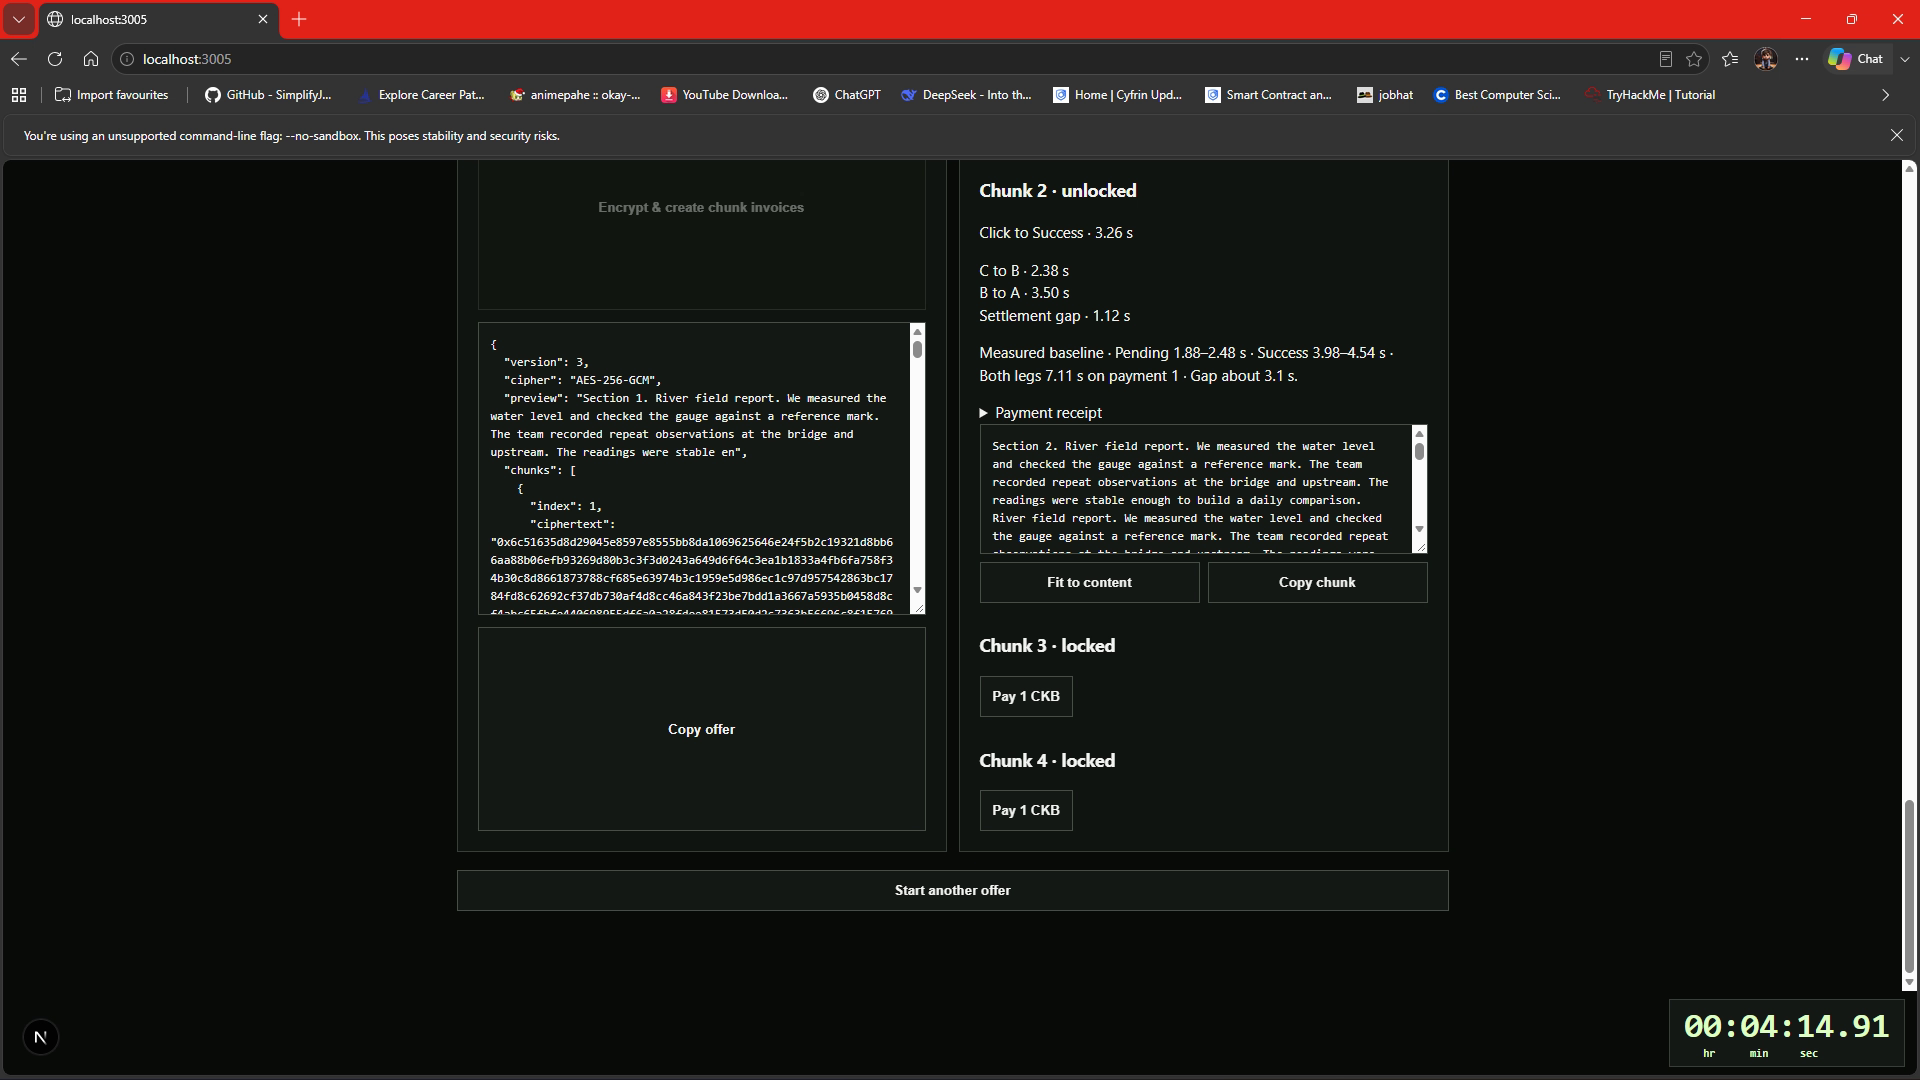 localhost:3005
localhost:3005
Chat
Import favourites
GitHub - SimplifyJ...
Explore Career Pat...
animepahe :: okay-...
YouTube Downloa...
ChatGPT
DeepSeek - Into th...
Home | Cyfrin Upd...
Smart Contract an...
jobhat
Best Computer Sci...
TryHackMe | Tutorial
You're using an unsupported command-line flag: --no-sandbox. This poses stability and security risks.
Encrypt & create chunk invoices
{
"version": 3,
"cipher": "AES-256-GCM",
"preview": "Section 1. River field report. We measured the
water level and checked the gauge against a reference mark.
The team recorded repeat observations at the bridge and
upstream. The readings were stable en",
"chunks": [
{
"index": 1,
"ciphertext":
"0x6c51635d8d29045e8597e8555bb8da1069625646e24f5b2c19321d8bb6
6aa88b06efb93269d80b3c3f3d0243a649d6f64c3ea1b1833a4fb6fa758f3
4b30c8d8661873788cf685e63974b3c1959e5d986ec1c97d957542863bc17
84fd8c62692cf37db730af4d8cc46a843f23be7bdd1a3667a5935b0458d8c
Copy offer
Chunk 2 · unlocked
Click to Success · 3.26 s
C to B · 2.38 s
B to A · 3.50 s
Settlement gap · 1.12 s
Measured baseline · Pending 1.88–2.48 s · Success 3.98–4.54 s ·
Both legs 7.11 s on payment 1 · Gap about 3.1 s.
Payment receipt
Section 2. River field report. We measured the water level
and checked the gauge against a reference mark. The team
recorded repeat observations at the bridge and upstream. The
readings were stable enough to build a daily comparison.
River field report. We measured the water level and checked
the gauge against a reference mark. The team recorded repeat
observations at the bridge and upstream. The readings were
Fit to content
Copy chunk
Chunk 3 · locked
Pay 1 CKB
Chunk 4 · locked
Pay 1 CKB
Start another offer
N
00:04:14.91
hr min sec